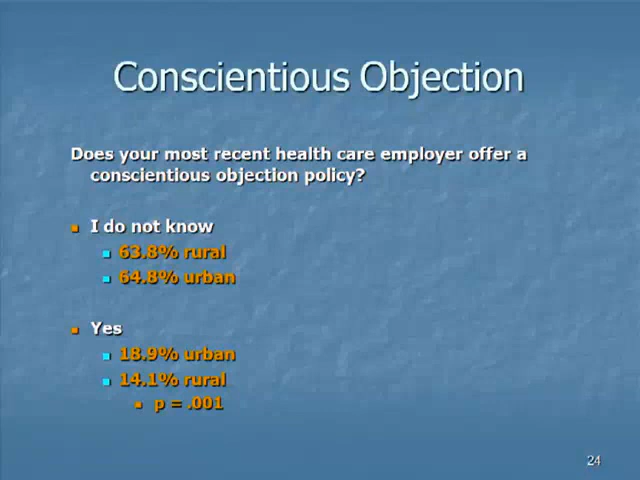 Conscientious Objection
Does your most recent health care employer offer a
conscientious objection policy?
I do not know
63.8% rural
64.8% urban
Yes
18.9% urban
14.1% rural
p = .001
24